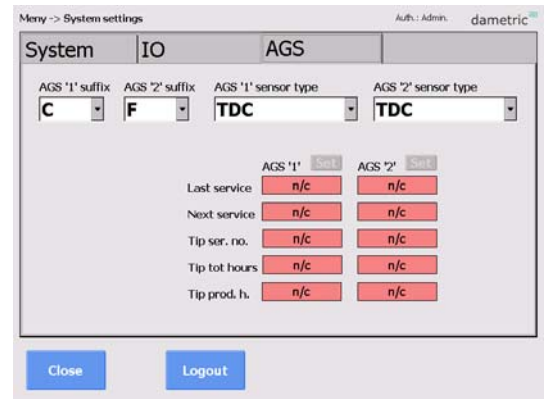 Meny -> System settings Auth.: Admin. dametric
System IO AGS
AGS '1' suffix AGS '2' suffix AGS '1' sensor type AGS '2' sensor type
C F TDC TDC
AGS '1' Set AGS '2' Set
Last service n/c n/c
Next service n/c n/c
Tip ser. no. n/c n/c
Tip tot hours n/c n/c
Tip prod. h. n/c n/c
Close Logout